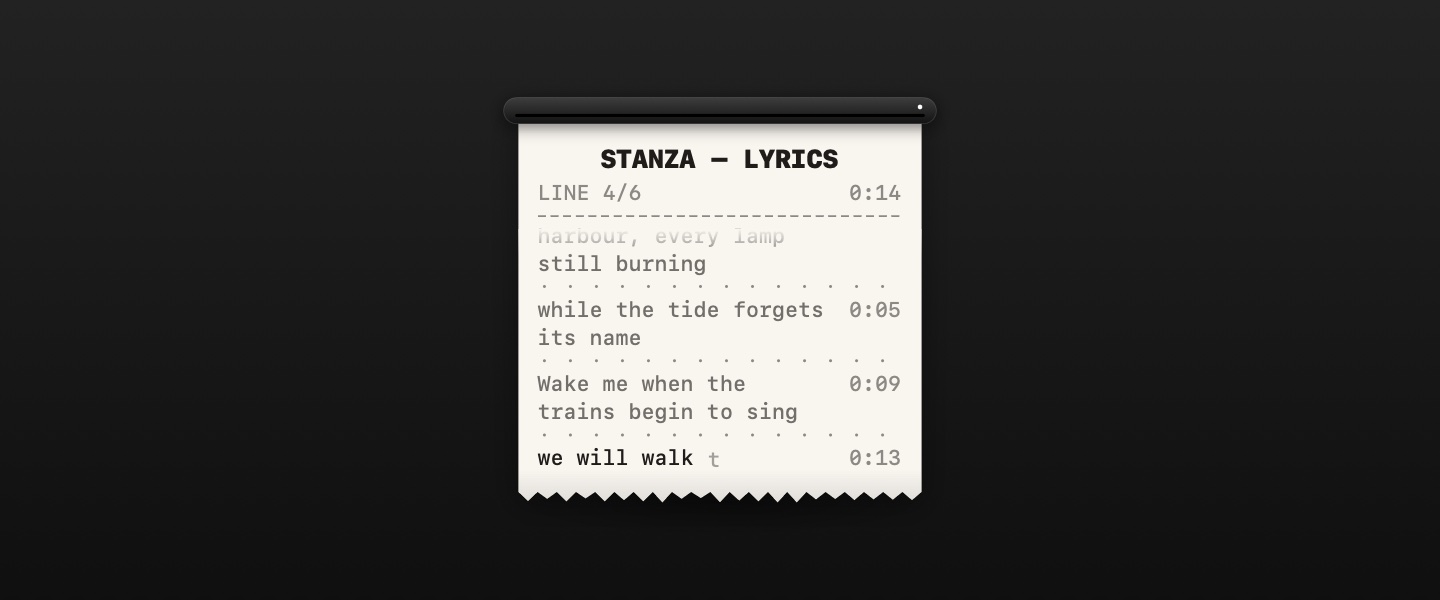 STANZA — LYRICS
LINE 4/6 0:14
harbour, every lamp
still burning
while the tide forgets 0:05
its name
Wake me when the 0:09
trains begin to sing
we will walk t 0:13